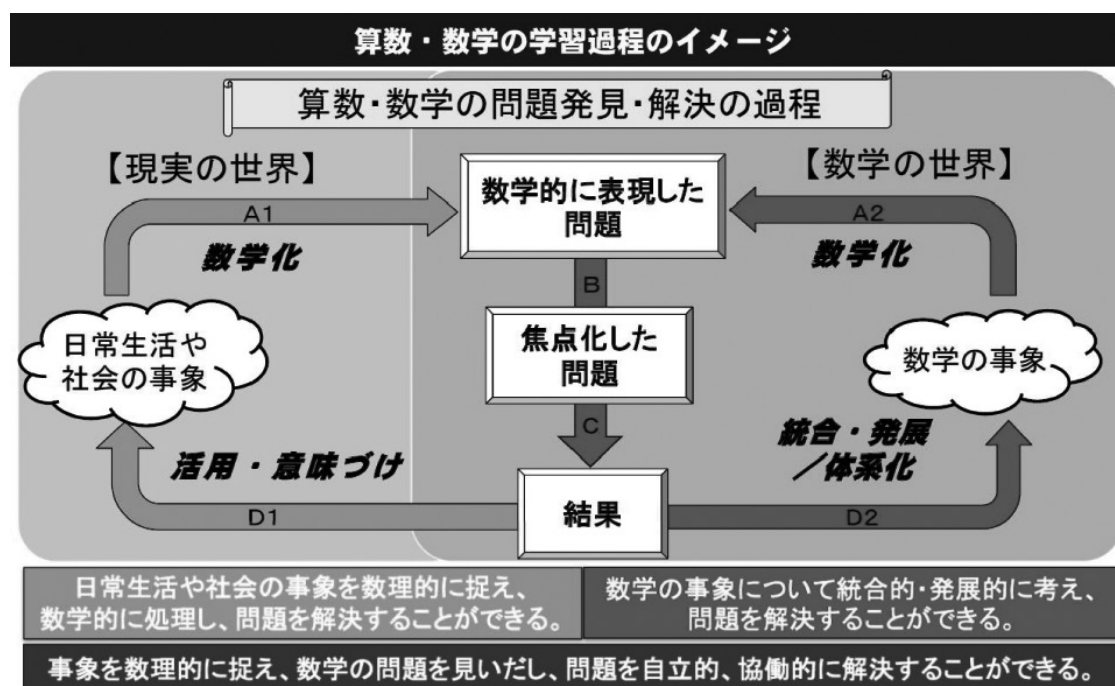 算数・数学の学習過程のイメージ
算数・数学の問題発見・解決の過程
【現実の世界】
【数学の世界】
数学的に表現した
問題
A1
A2
数学化
数学化
B
日常生活や
社会の事象
焦点化した
問題
数学の事象
C
活用・意味づけ
統合・発展
／体系化
結果
D1
D2
日常生活や社会の事象を数理的に捉え、
数学的に処理し、問題を解決することができる。
数学の事象について統合的・発展的に考え、
問題を解決することができる。
事象を数理的に捉え、数学の問題を見いだし、問題を自立的、協働的に解決することができる。